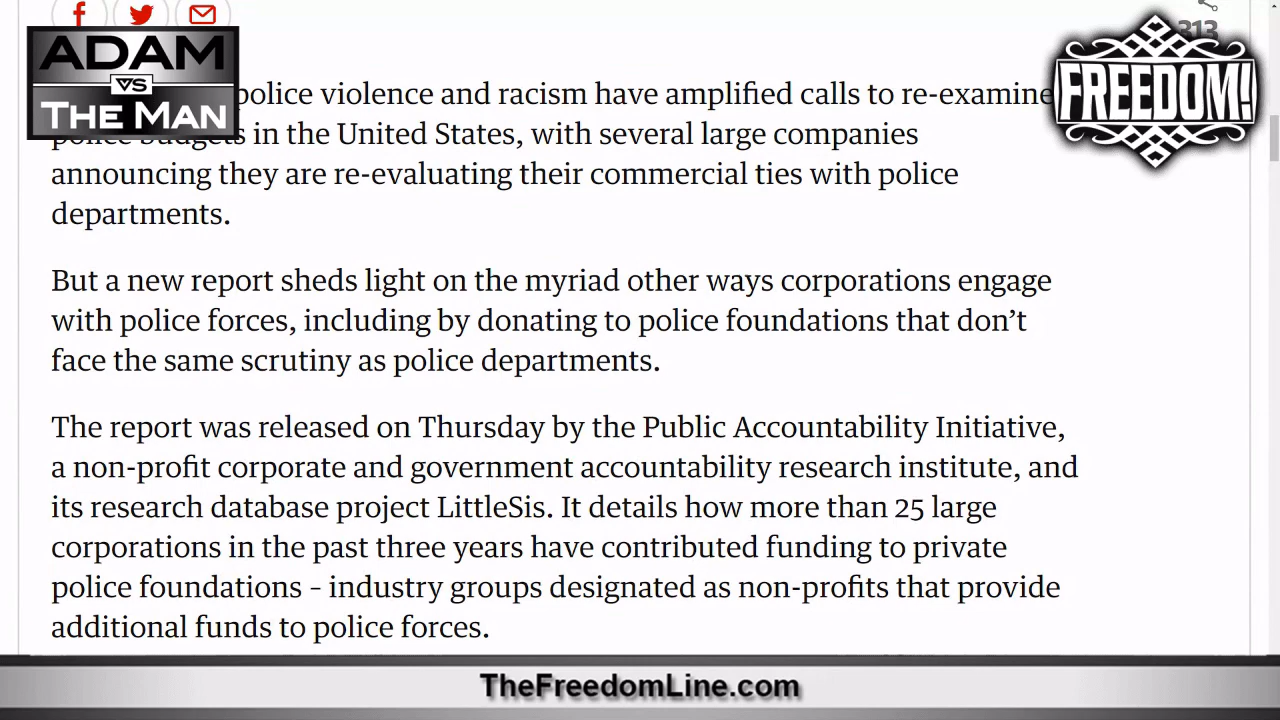 313
ADAM
VS
THE MAN
FREEDOM!
police violence and racism have amplified calls to re-examine
police budgets in the United States, with several large companies
announcing they are re-evaluating their commercial ties with police
departments.
But a new report sheds light on the myriad other ways corporations engage
with police forces, including by donating to police foundations that don’t
face the same scrutiny as police departments.
The report was released on Thursday by the Public Accountability Initiative,
a non-profit corporate and government accountability research institute, and
its research database project LittleSis. It details how more than 25 large
corporations in the past three years have contributed funding to private
police foundations – industry groups designated as non-profits that provide
additional funds to police forces.
TheFreedomLine.com